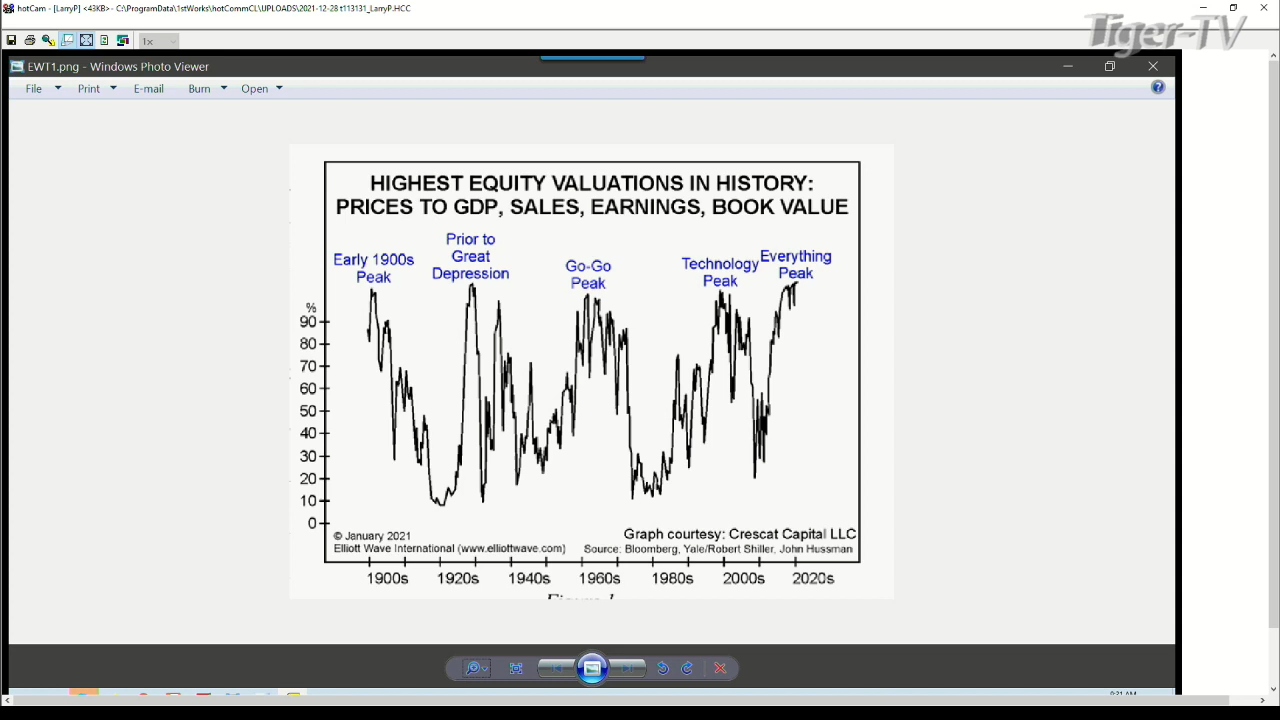 hotCam - [LarryP] <43KB> - C:\ProgramData\1stWorks\hotCommCL\UPLOADS\2021-12-28 t113131_LarryP.HCC
Tiger-TV
1x
EWT1.png - Windows Photo Viewer
File Print E-mail Burn Open
HIGHEST EQUITY VALUATIONS IN HISTORY:
PRICES TO GDP, SALES, EARNINGS, BOOK VALUE
Early 1900s
Peak
Prior to
Great
Depression
Go-Go
Peak
Technology
Peak
Everything
Peak
%
90
80
70
60
50
40
30
20
10
0
© January 2021
Elliott Wave International (www.elliottwave.com)
Graph courtesy: Crescat Capital LLC
Source: Bloomberg, Yale/Robert Shiller, John Hussman
1900s 1920s 1940s 1960s 1980s 2000s 2020s